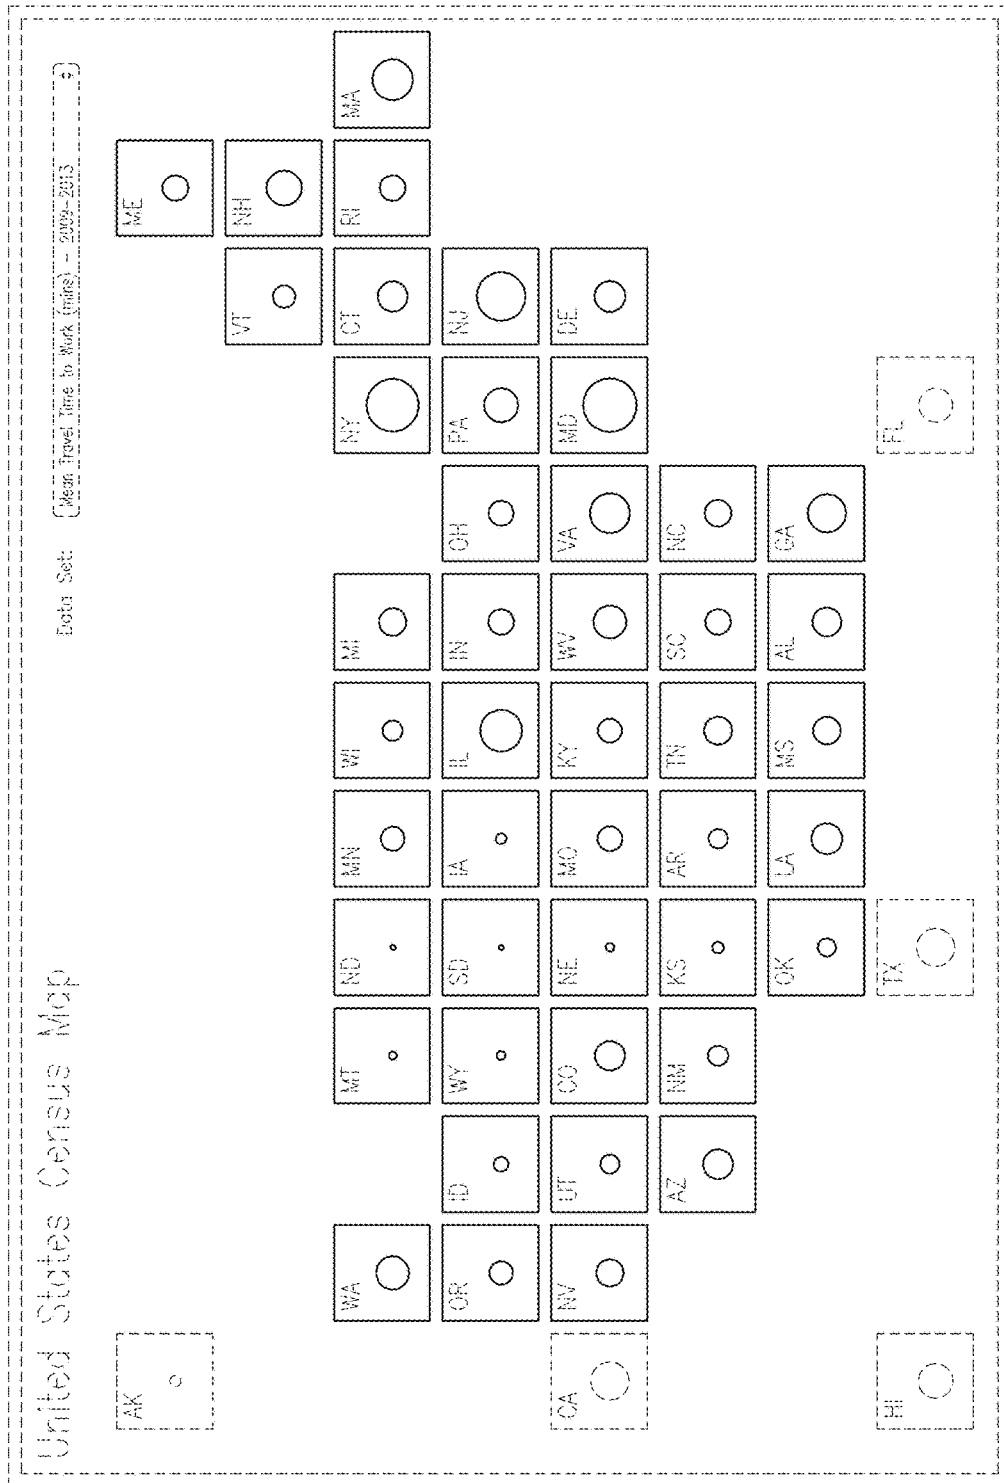 United States Census Map
Data Set: Mean Travel Time to Work (mins) - 2009-2013
AK ME
VT NH
WA MT ND MN WI MI NY CT RI MA
OR ID WY SD IA IL IN OH PA NJ
CA NV UT CO NE MO KY WV VA MD DE
AZ NM KS AR TN SC NC
OK LA MS AL GA
HI TX FL